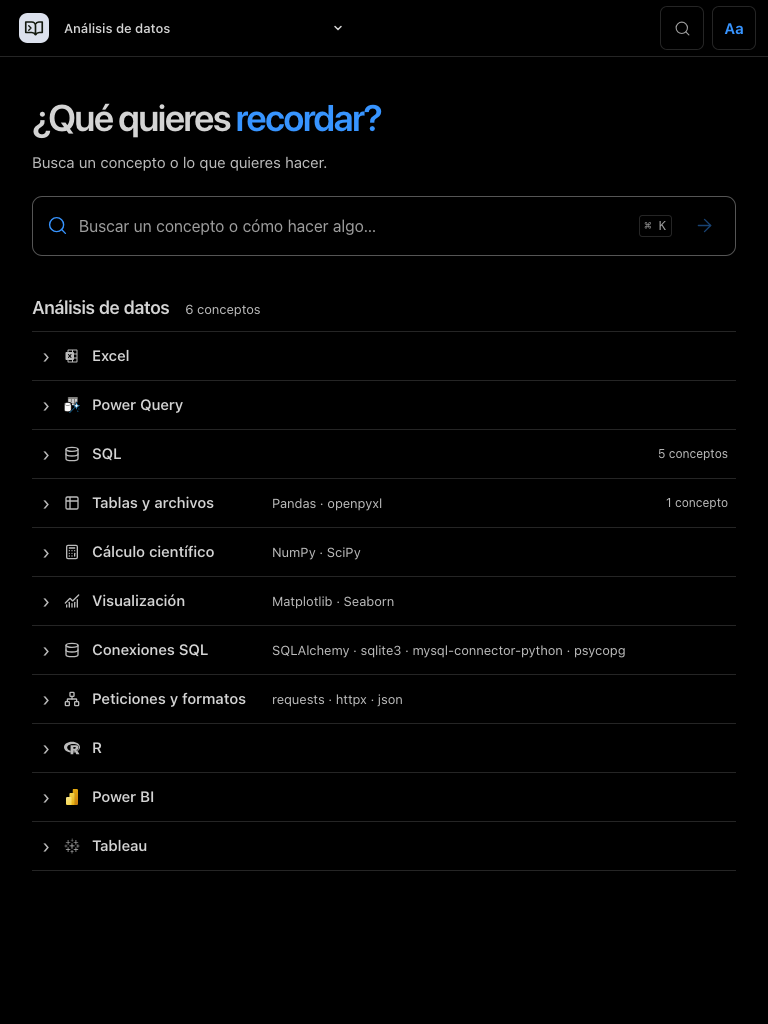 Análisis de datos
Aa
¿Qué quieres recordar?
Busca un concepto o lo que quieres hacer.
Buscar un concepto o cómo hacer algo... ⌘ K
Análisis de datos 6 conceptos
Excel
Power Query
SQL 5 conceptos
Tablas y archivos Pandas · openpyxl 1 concepto
Cálculo científico NumPy · SciPy
Visualización Matplotlib · Seaborn
Conexiones SQL SQLAlchemy · sqlite3 · mysql-connector-python · psycopg
Peticiones y formatos requests · httpx · json
R
Power BI
Tableau